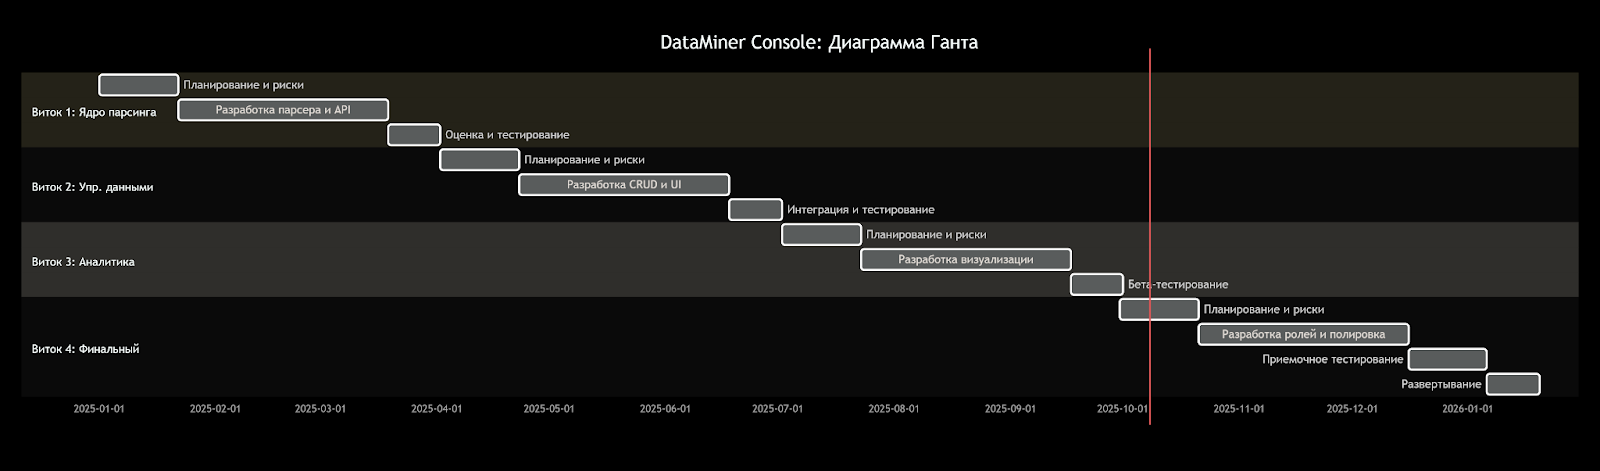 DataMiner Console: Диаграмма Ганта
Планирование и риски
Разработка парсера и API
Виток 1: Ядро парсинга
Оценка и тестирование
Планирование и риски
Разработка CRUD и UI
Виток 2: Упр. данными
Интеграция и тестирование
Планирование и риски
Разработка визуализации
Виток 3: Аналитика
Бета-тестирование
Планирование и риски
Разработка ролей и полировка
Виток 4: Финальный
Приемочное тестирование
Развертывание
2025-01-01 2025-02-01 2025-03-01 2025-04-01 2025-05-01 2025-06-01 2025-07-01 2025-08-01 2025-09-01 2025-10-01 2025-11-01 2025-12-01 2026-01-01